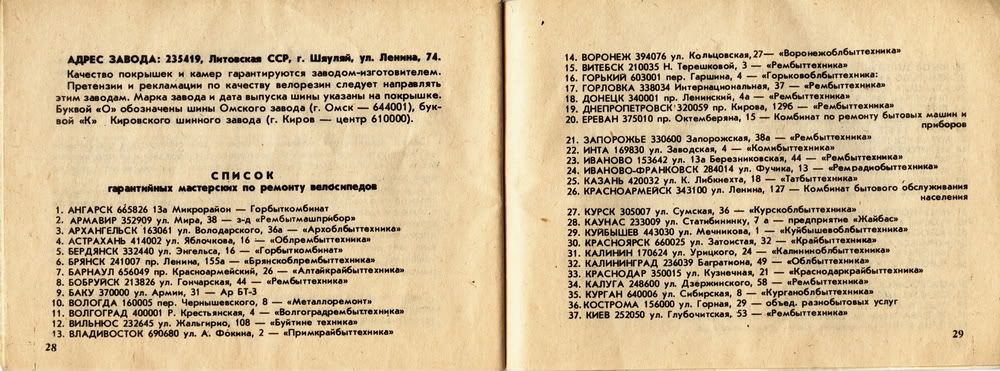 АДРЕС ЗАВОДА: 235419, Литовская ССР, г. Шяуляй, ул. Ленина, 74.
Качество покрышек и камер гарантируются заводом-изготовителем.
Претензии и рекламации по качеству велорезин следует направлять
этим заводам. Марка завода и дата выпуска шины указаны на покрышке.
Буквой «О» обозначены шины Омского завода (г. Омск — 644001), бук-
вой «К» Кировского шинного завода (г. Киров — центр 610000).
СПИСОК
гарантийных мастерских по ремонту велосипедов
1. АНГАРСК 665826 13а Микрорайон — Горбыткомбинат
2. АРМАВИР 352909 ул. Мира, 38 — з-д «Рембытмашприбор»
3. АРХАНГЕЛЬСК 163061 ул. Володарского, 36а — «Архоблбыттехника»
4. АСТРАХАНЬ 414002 ул. Яблочкова, 16 — «Облрембыттехника»
5. БЕРДЯНСК 332440 ул. Энгельса, 16 — «Горбыткомбинат»
6. БРЯНСК 241007 пр. Ленина, 155а — «Брянскоблрембыттехника»
7. БАРНАУЛ 656049 пр. Красноармейский, 26 — «Алтайкрайбыттехника»
8. БОБРУЙСК 213826 ул. Гончарская, 44 — «Рембыттехника»
9. БАКУ 370000 ул. Армии, 31 — Ар БТ-3
10. ВОЛОГДА 160005 пер. Чернышевского, 8 — «Металлоремонт»
11. ВОЛГОГРАД 400001 Р. Крестьянская, 4 — «Волгоградрембыттехника»
12. ВИЛЬНЮС 232645 ул. Жальгирио, 108 — «Буйтине техника»
13. ВЛАДИВОСТОК 690680 ул. А. Фокина, 2 — «Примкрайбыттехника»
28
14. ВОРОНЕЖ 394076 ул. Кольцовская, 27— «Воронежоблбыттехника»
15. ВИТЕБСК 210035 Н. Терешковой, 3 — «Рембыттехника»
16. ГОРЬКИЙ 603001 пер. Гаршина, 4 — «Горьковоблбыттехника:
17. ГОРЛОВКА 338034 Интернациональная, 37 — «Рембыттехника»
18. ДОНЕЦК 340001 пр. Ленинский, 4а — «Рембыттехника»
19. ДНЕПРОПЕТРОВСК 320059 пр. Кирова, 129б — «Рембыттехника»
20. ЕРЕВАН 375010 пр. Октемберяна, 15 — Комбинат по ремонту бытовых машин и
приборов
21. ЗАПОРОЖЬЕ 330600 Запорожская, 38а — «Рембыттехника»
22. ИНТА 169830 ул. Заводская, 4 — «Комибыттехника»
23. ИВАНОВО 153642 ул. 13а Березниковская, 44 — «Рембыттехника»
24. ИВАНОВО-ФРАНКОВСК 284014 ул. Фучика, 13 — «Ремрадиобыттехника»
25. КАЗАНЬ 420032 ул. К. Либкнехта, 18 — «Татбыттехника»
26. КРАСНОАРМЕЙСК 343100 ул. Ленина, 127 — Комбинат бытового обслуживания
населения
27. КУРСК 305007 ул. Сумская, 36 — «Курскоблбыттехника»
28. КАУНАС 233009 ул. Статибининку, 7 а — предприятие «Жайбас»
29. КУЙБЫШЕВ 443030 ул. Мечникова, 1 — «Куйбышевоблбыттехника»
30. КРАСНОЯРСК 660025 ул. Затоистая, 32 — «Крайбыттехника»
31. КАЛИНИН 170624 ул. Урицкого, 24 — «Калининоблбыттехника»
32. КАЛИНИНГРАД 236039 Багратиона, 49 — «Облбыттехника»
33. КРАСНОДАР 350015 ул. Кузнечная, 21 — «Краснодаркрайбыттехника»
34. КАЛУГА 248600 ул. Дзержинского, 58 — «Рембыттехника»
35. КУРГАН 640006 ул. Сибирская, 8 — «Курганоблбыттехника»
36. КОСТРОМА 156000 ул. Горная, 29 — объед. разнобытовых услуг
37. КИЕВ 252050 ул. Глубочитская, 53 — «Рембыттехника»
29